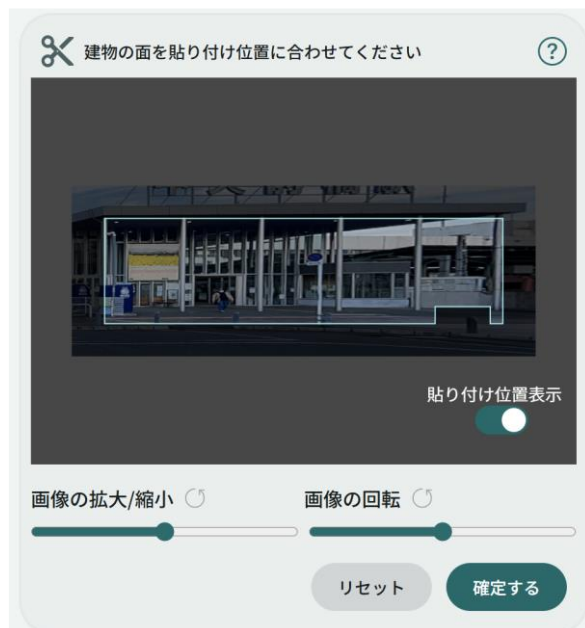 建物の面を貼り付け位置に合わせてください
?
貼り付け位置表示
画像の拡大/縮小
画像の回転
リセット
確定する